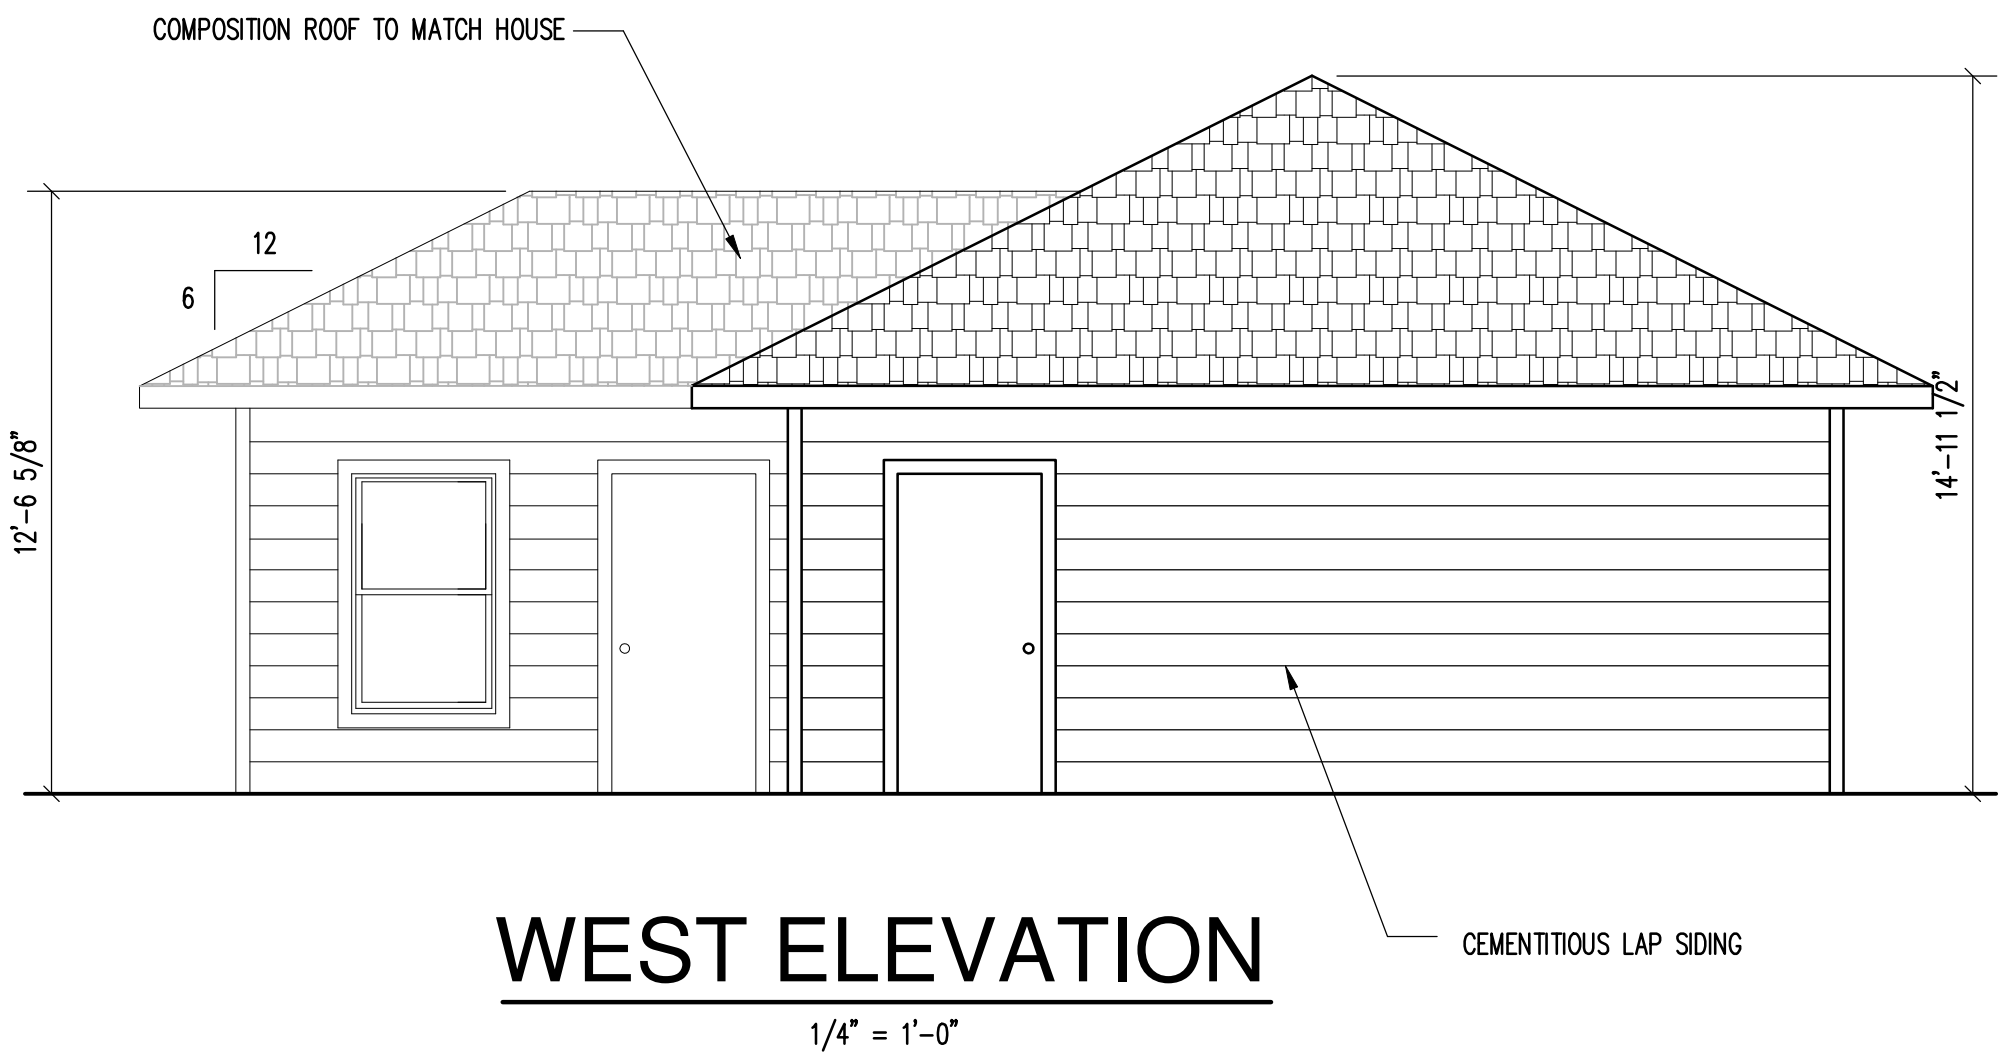 COMPOSITION ROOF TO MATCH HOUSE
12
6
12'-6 5/8"
14'-11 1/2"
CEMENTITIOUS LAP SIDING
WEST ELEVATION
1/4" = 1'-0"